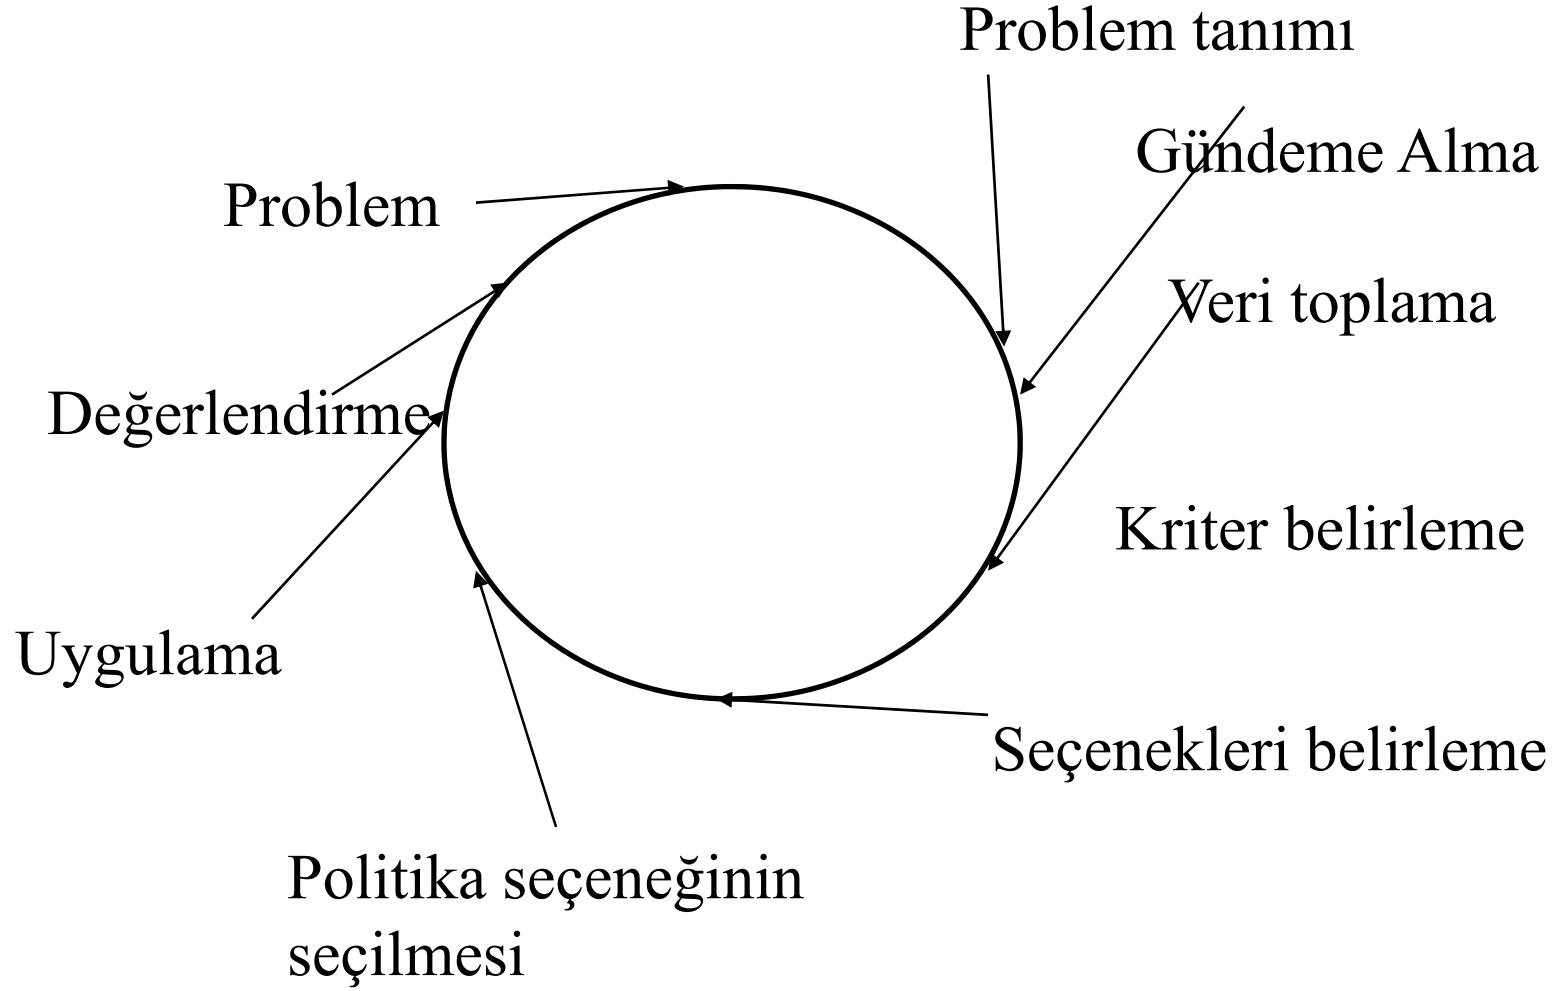 Problem tanımı
Gündeme Alma
Problem
Veri toplama
Değerlendirme
Kriter belirleme
Uygulama
Seçenekleri belirleme
Politika seçeneğinin
seçilmesi